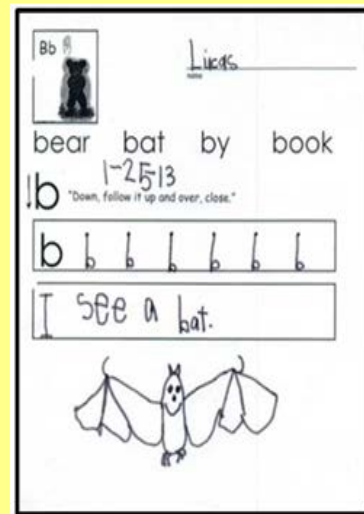 Bb
Lucas
name
bear bat by book
1-25-13
b "Down, follow it up and over, close."
b b b b b b b
I see a bat.